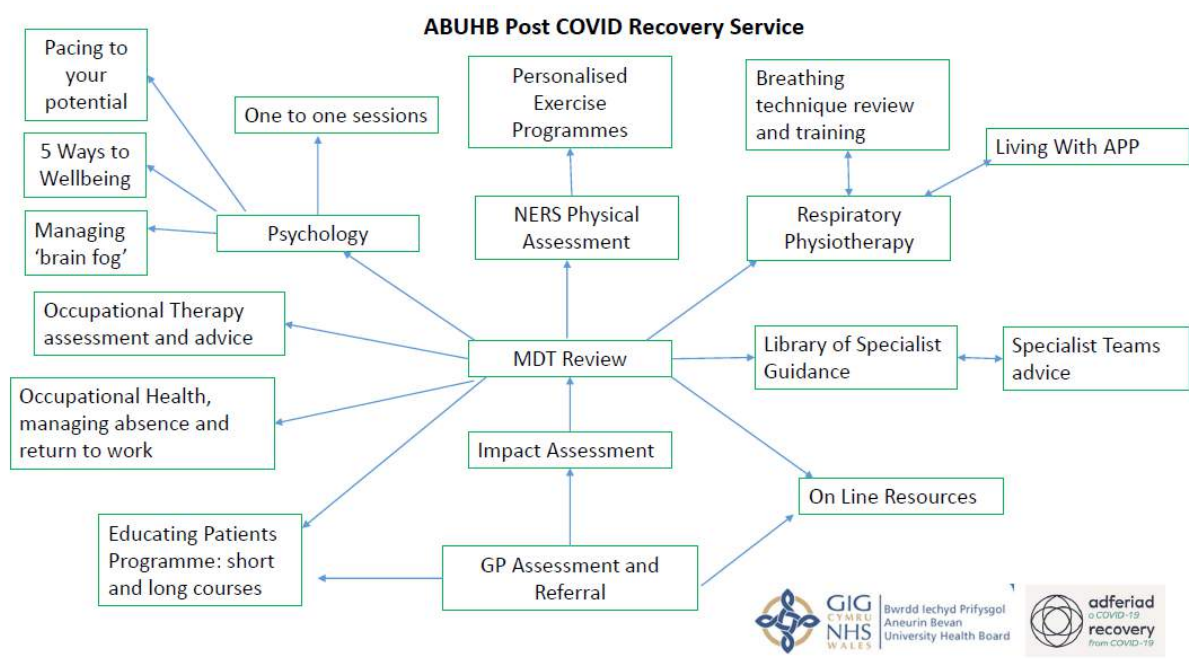 ABUHB Post COVID Recovery Service
Pacing to
your
potential
One to one sessions
Personalised
Exercise
Programmes
Breathing
technique review
and training
Living With APP
5 Ways to
Wellbeing
Managing
‘brain fog’
Psychology
NERS Physical
Assessment
Respiratory
Physiotherapy
Occupational Therapy
assessment and advice
MDT Review
Library of Specialist
Guidance
Specialist Teams
advice
Occupational Health,
managing absence and
return to work
Impact Assessment
On Line Resources
Educating Patients
Programme: short
and long courses
GP Assessment and
Referral
GIG
CYMRU
NHS
WALES
Bwrdd Iechyd Prifysgol
Aneurin Bevan
University Health Board
adferiad
o COVID-19
recovery
from COVID-19